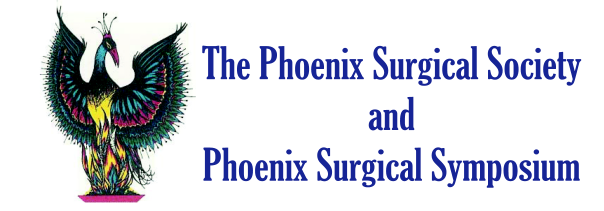 The Phoenix Surgical Society
and
Phoenix Surgical Symposium